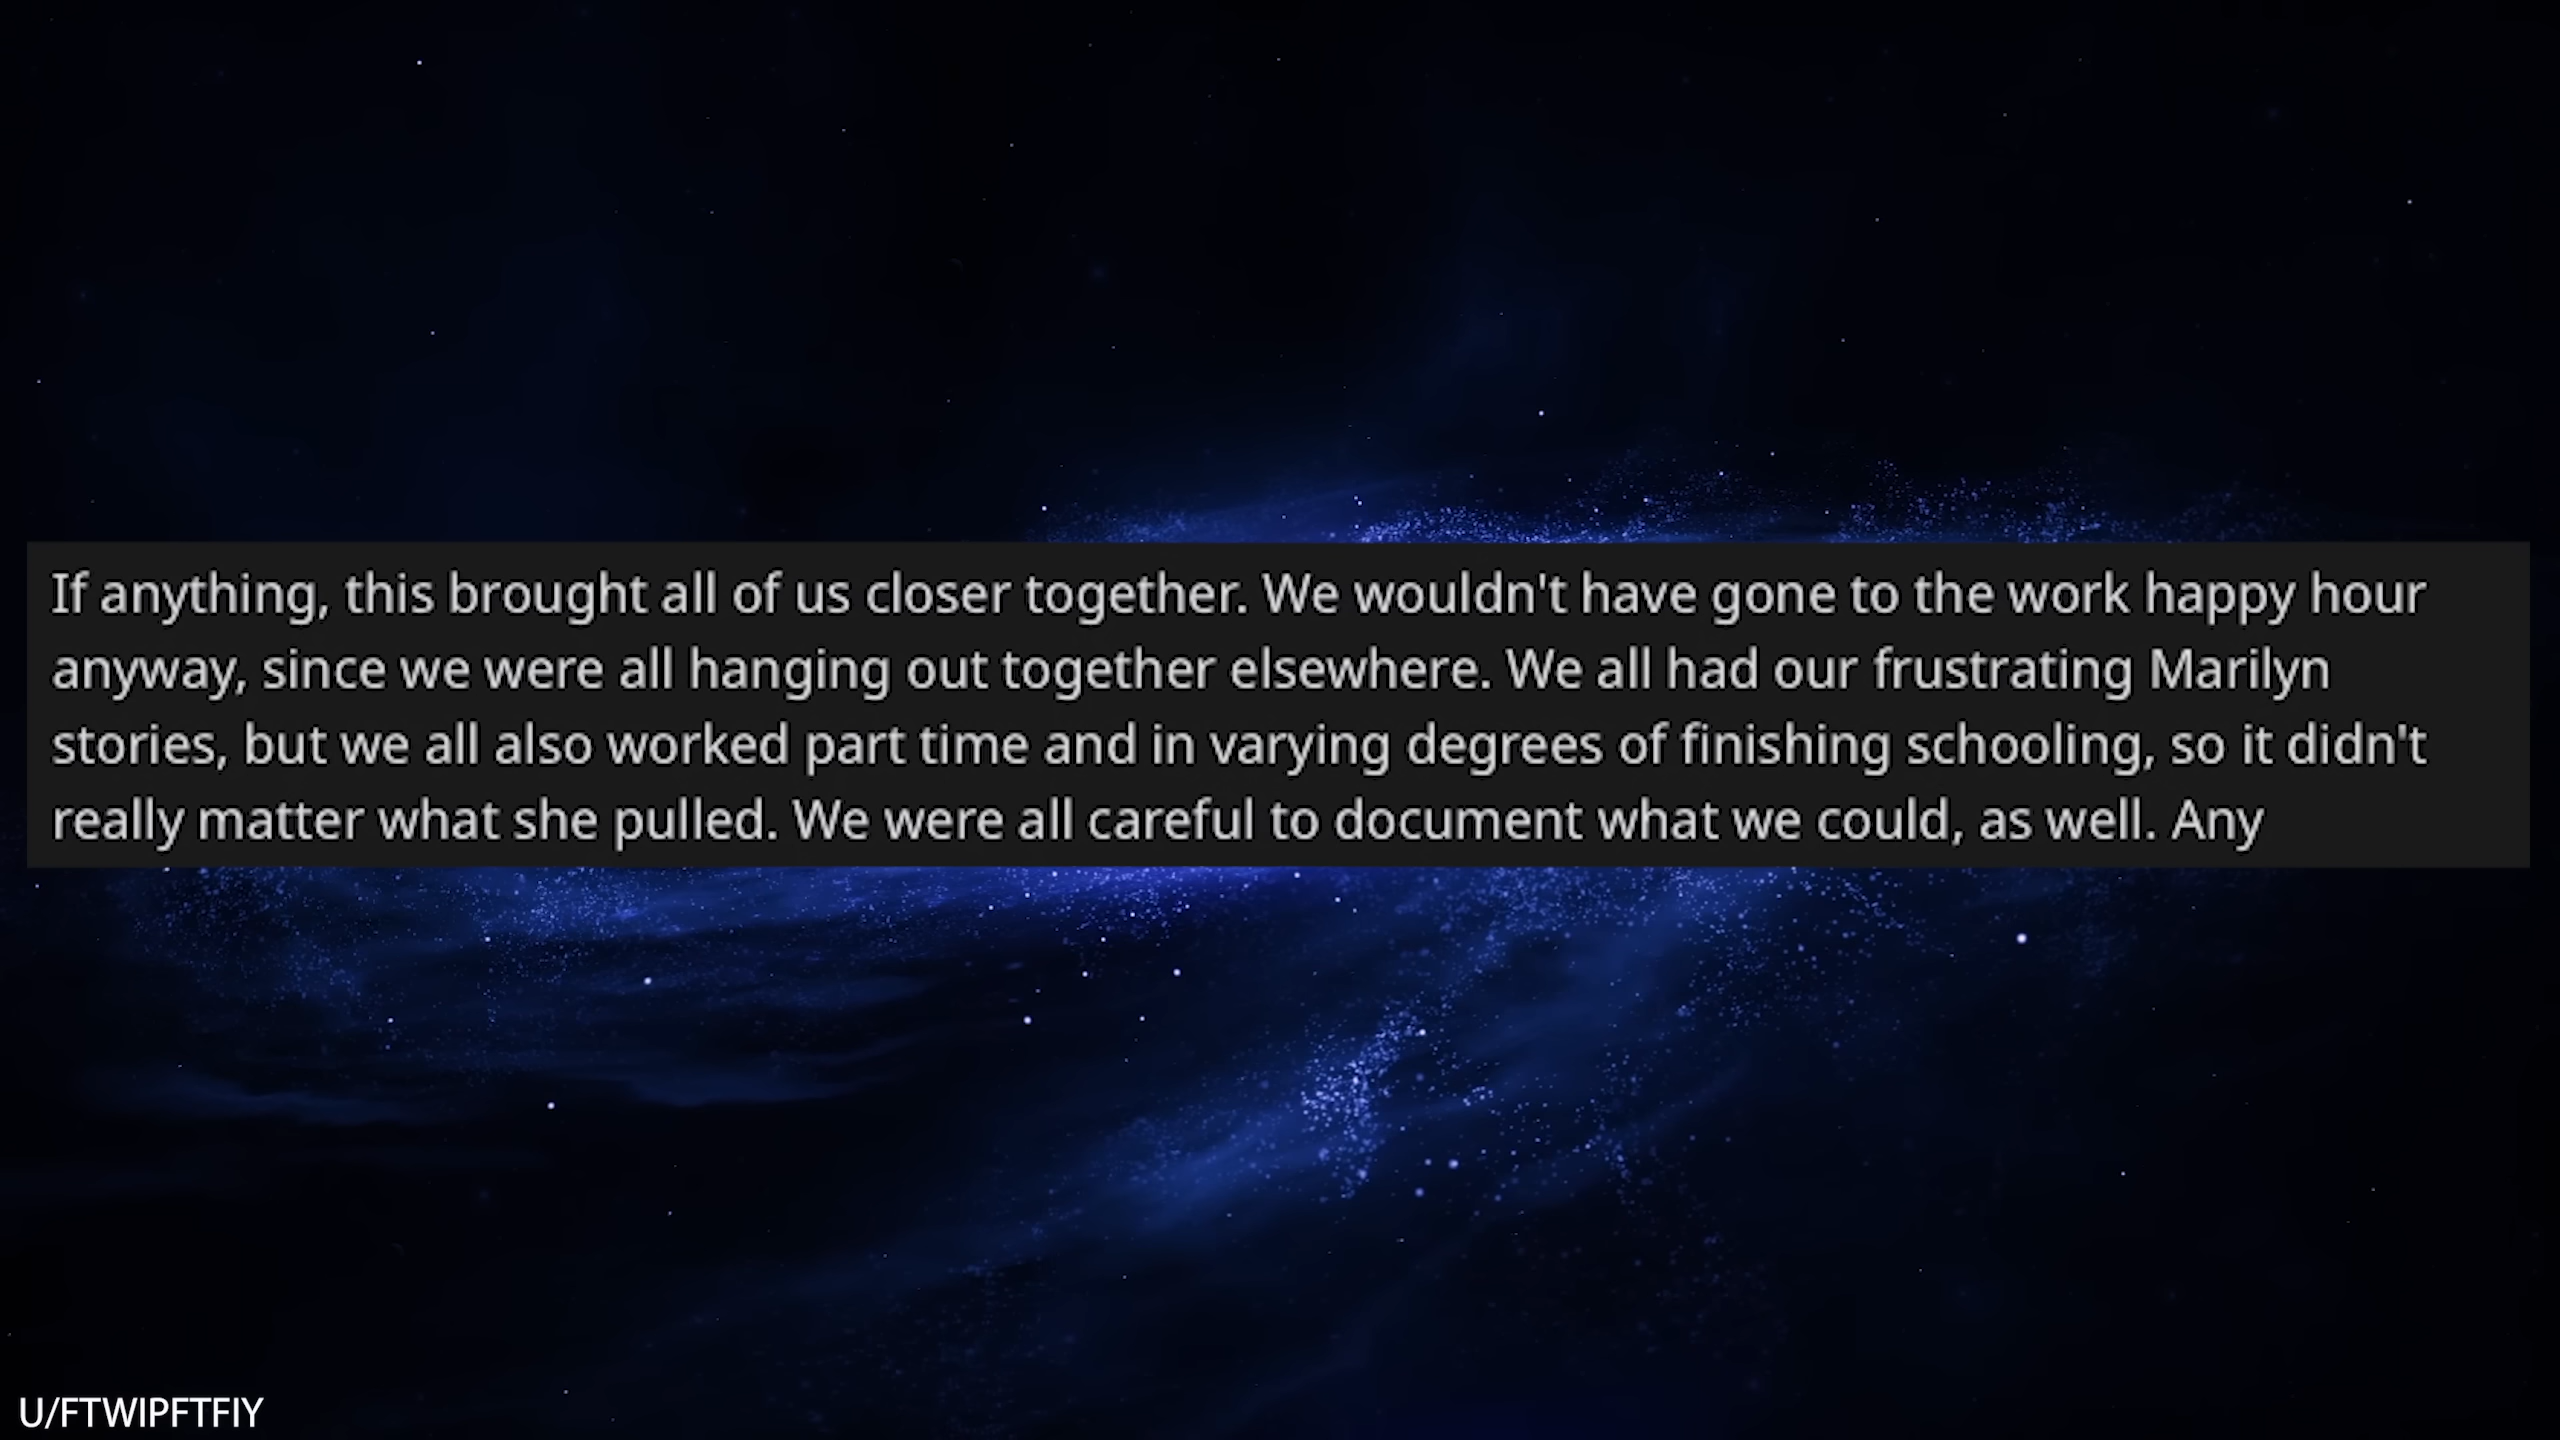 If anything, this brought all of us closer together. We wouldn't have gone to the work happy hour
anyway, since we were all hanging out together elsewhere. We all had our frustrating Marilyn
stories, but we all also worked part time and in varying degrees of finishing schooling, so it didn't
really matter what she pulled. We were all careful to document what we could, as well. Any
U/FTWIPFTFIY